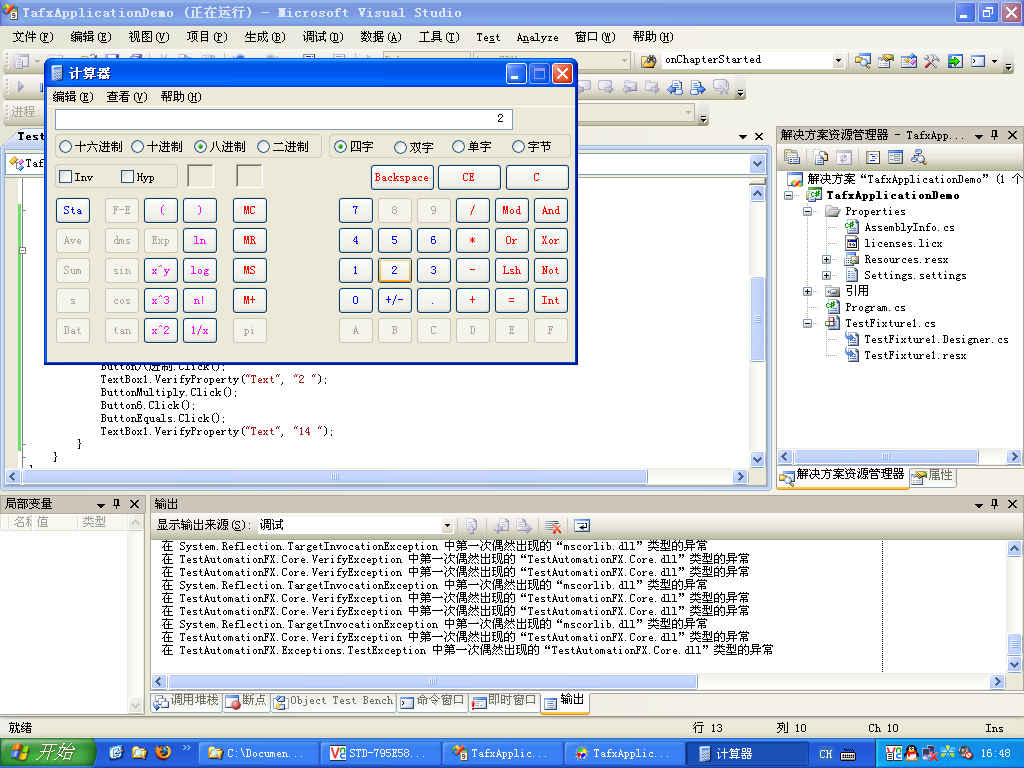 TafxApplicationDemo (正在运行) - Microsoft Visual Studio
文件(F) 编辑(E) 视图(V) 项目(P) 生成(B) 调试(D) 数据(A) 工具(T) Test Analyze 窗口(W) 帮助(H)
onChapterStarted
进程:
计算器
编辑(E) 查看(V) 帮助(H)
2
十六进制 十进制 八进制 二进制 四字 双字 单字 字节
Inv Hyp Backspace CE C
Sta F-E ( ) MC 7 8 9 / Mod And
Ave dms Exp ln MR 4 5 6 * Or Xor
Sum sin x^y log MS 1 2 3 - Lsh Not
s cos x^3 n! M+ 0 +/- . + = Int
Dat tan x^2 1/x pi A B C D E F
Test
Taf
Button八进制.Click();
TextBox1.VerifyProperty("Text", "2 ");
ButtonMultiply.Click();
Button6.Click();
ButtonEquals.Click();
TextBox1.VerifyProperty("Text", "14 ");
}
}
解决方案资源管理器 - TafxApp...
解决方案 "TafxApplicationDemo" (1 个
TafxApplicationDemo
Properties
AssemblyInfo.cs
licenses.licx
Resources.resx
Settings.settings
引用
Program.cs
TestFixture1.cs
TestFixture1.Designer.cs
TestFixture1.resx
解决方案资源管理器 属性
局部变量
名称 值 类型
输出
显示输出来源(S): 调试
在 System.Reflection.TargetInvocationException 中第一次偶然出现的“mscorlib.dll”类型的异常
在 TestAutomationFX.Core.VerifyException 中第一次偶然出现的“TestAutomationFX.Core.dll”类型的异常
在 TestAutomationFX.Core.VerifyException 中第一次偶然出现的“TestAutomationFX.Core.dll”类型的异常
在 System.Reflection.TargetInvocationException 中第一次偶然出现的“mscorlib.dll”类型的异常
在 TestAutomationFX.Core.VerifyException 中第一次偶然出现的“TestAutomationFX.Core.dll”类型的异常
在 TestAutomationFX.Core.VerifyException 中第一次偶然出现的“TestAutomationFX.Core.dll”类型的异常
在 System.Reflection.TargetInvocationException 中第一次偶然出现的“mscorlib.dll”类型的异常
在 TestAutomationFX.Core.VerifyException 中第一次偶然出现的“TestAutomationFX.Core.dll”类型的异常
在 TestAutomationFX.Exceptions.TestException 中第一次偶然出现的“TestAutomationFX.Core.dll”类型的异常
调用堆栈 断点 Object Test Bench 命令窗口 即时窗口 输出
就绪 行 13 列 10 Ch 10 Ins
开始 C:\Documen... STD-795E58... TafxApplic... TafxApplic... 计算器 CH 16:48